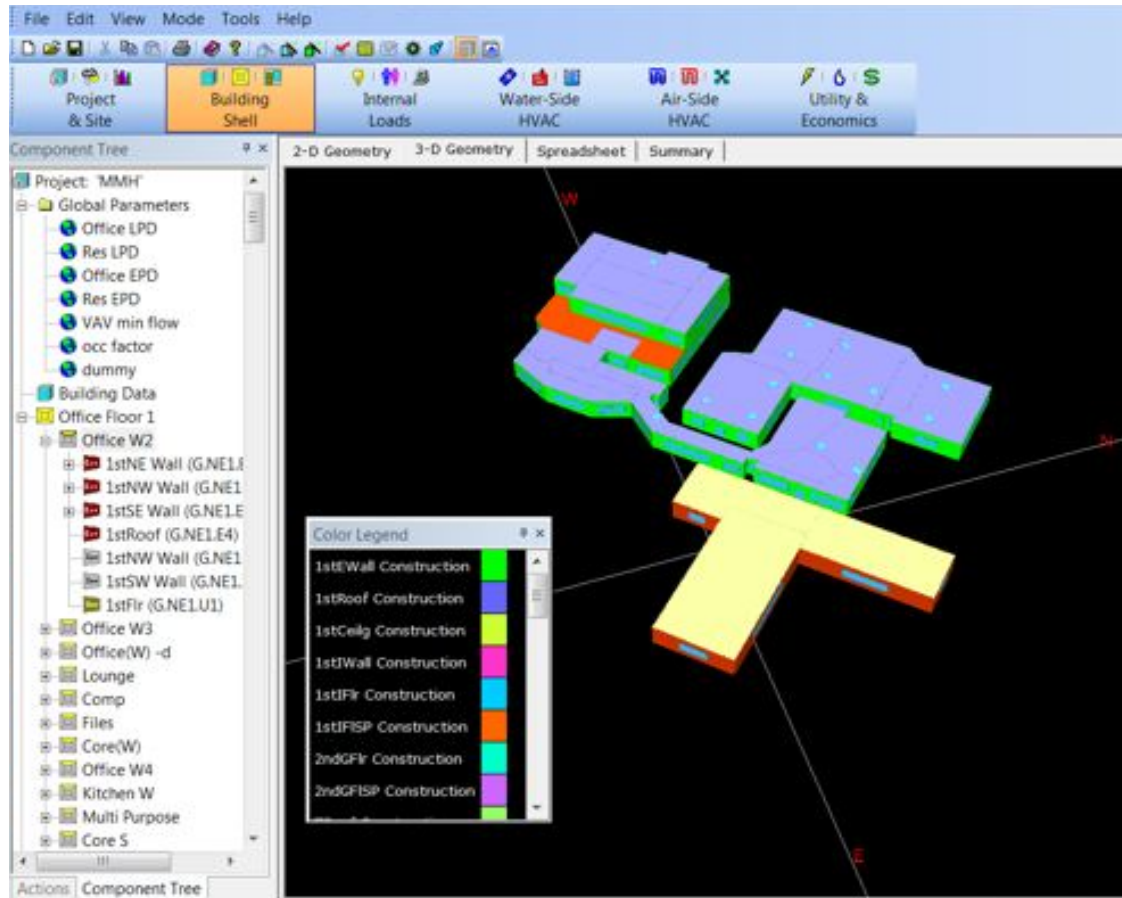 File Edit View Mode Tools Help
Project & Site
Building Shell
Internal Loads
Water-Side HVAC
Air-Side HVAC
Utility & Economics
Component Tree
2-D Geometry 3-D Geometry Spreadsheet Summary
Project: 'MMH'
Global Parameters
Office LPD
Res LPD
Office EPD
Res EPD
VAV min flow
occ factor
dummy
Building Data
Office Floor 1
Office W2
1stNE Wall (G.NE1.E
1stNW Wall (G.NE1
1stSE Wall (G.NE1.E
1stRoof (G.NE1.E4)
1stNW Wall (G.NE1
1stSW Wall (G.NE1.
1stFlr (G.NE1.U1)
Office W3
Office(W) -d
Lounge
Comp
Files
Core(W)
Office W4
Kitchen W
Multi Purpose
Core S
Actions Component Tree
W
N
E
Color Legend
1stEWall Construction
1stRoof Construction
1stCeilg Construction
1stIWall Construction
1stIFlr Construction
1stIFlSP Construction
2ndGFlr Construction
2ndGFlSP Construction